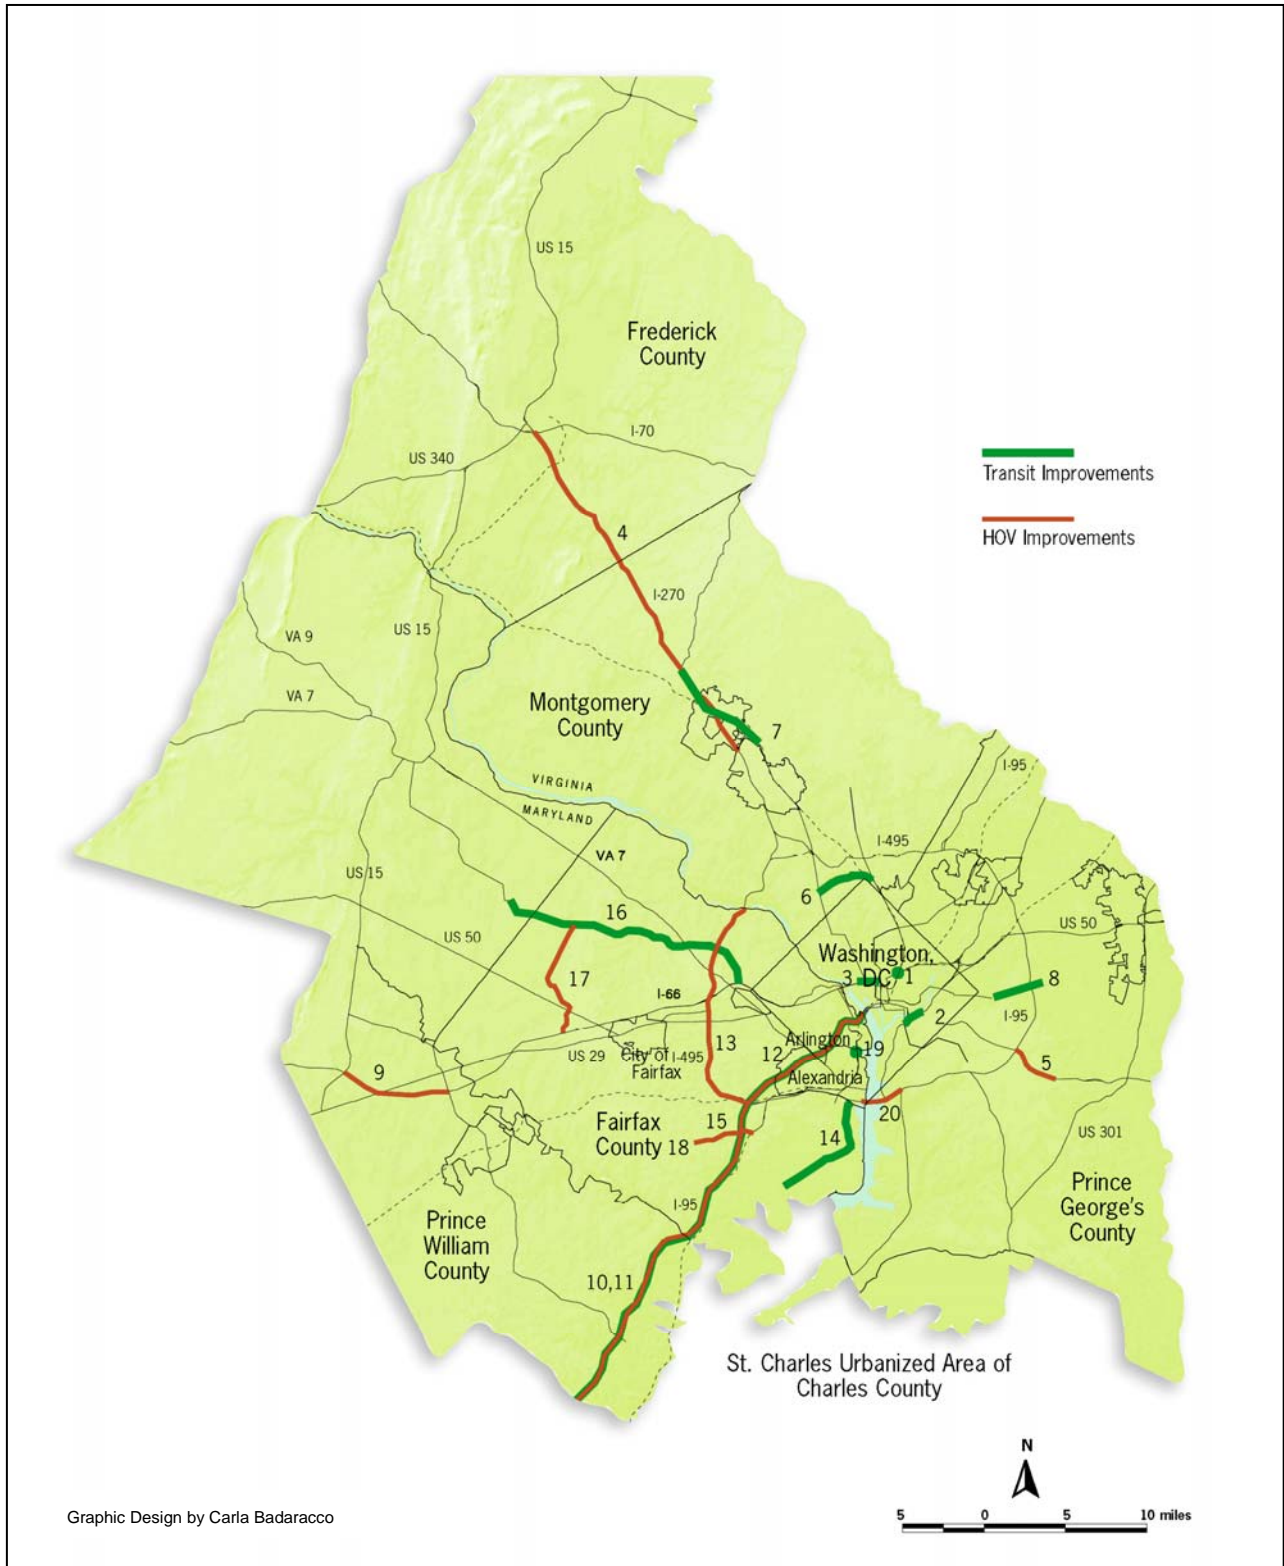 US 15
Frederick
County
I-70
US 340
Transit Improvements
HOV Improvements
4
I-270
VA 9
US 15
VA 7
Montgomery
County
7
I-95
VIRGINIA
MARYLAND
I-495
VA 7
US 15
6
16
US 50
US 50
Washington,
DC
3
1
8
17
I-66
2
I-95
13
Arlington
19
12
US 29
City of
Fairfax
I-495
5
9
Alexandria
20
15
Fairfax
County
18
14
US 301
I-95
Prince
George's
County
Prince
William
County
10,11
St. Charles Urbanized Area of
Charles County
N
5 0 5 10 miles
Graphic Design by Carla Badaracco